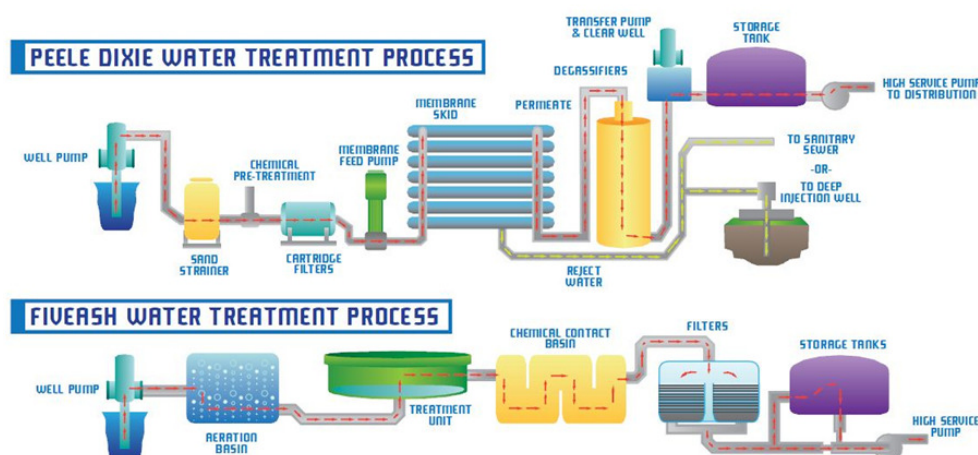 PEELE DIXIE WATER TREATMENT PROCESS
TRANSFER PUMP
& CLEAR WELL
STORAGE
TANK
DEGASSIFIERS
HIGH SERVICE PUMP
TO DISTRIBUTION
MEMBRANE
SKID
PERMEATE
WELL PUMP
CHEMICAL
PRE-TREATMENT
MEMBRANE
FEED PUMP
TO SANITARY
SEWER
-OR-
TO DEEP
INJECTION WELL
SAND
STRAINER
CARTRIDGE
FILTERS
REJECT
WATER
FIVEASH WATER TREATMENT PROCESS
CHEMICAL CONTACT
BASIN
FILTERS
STORAGE TANKS
WELL PUMP
AERATION
BASIN
TREATMENT
UNIT
HIGH SERVICE
PUMP